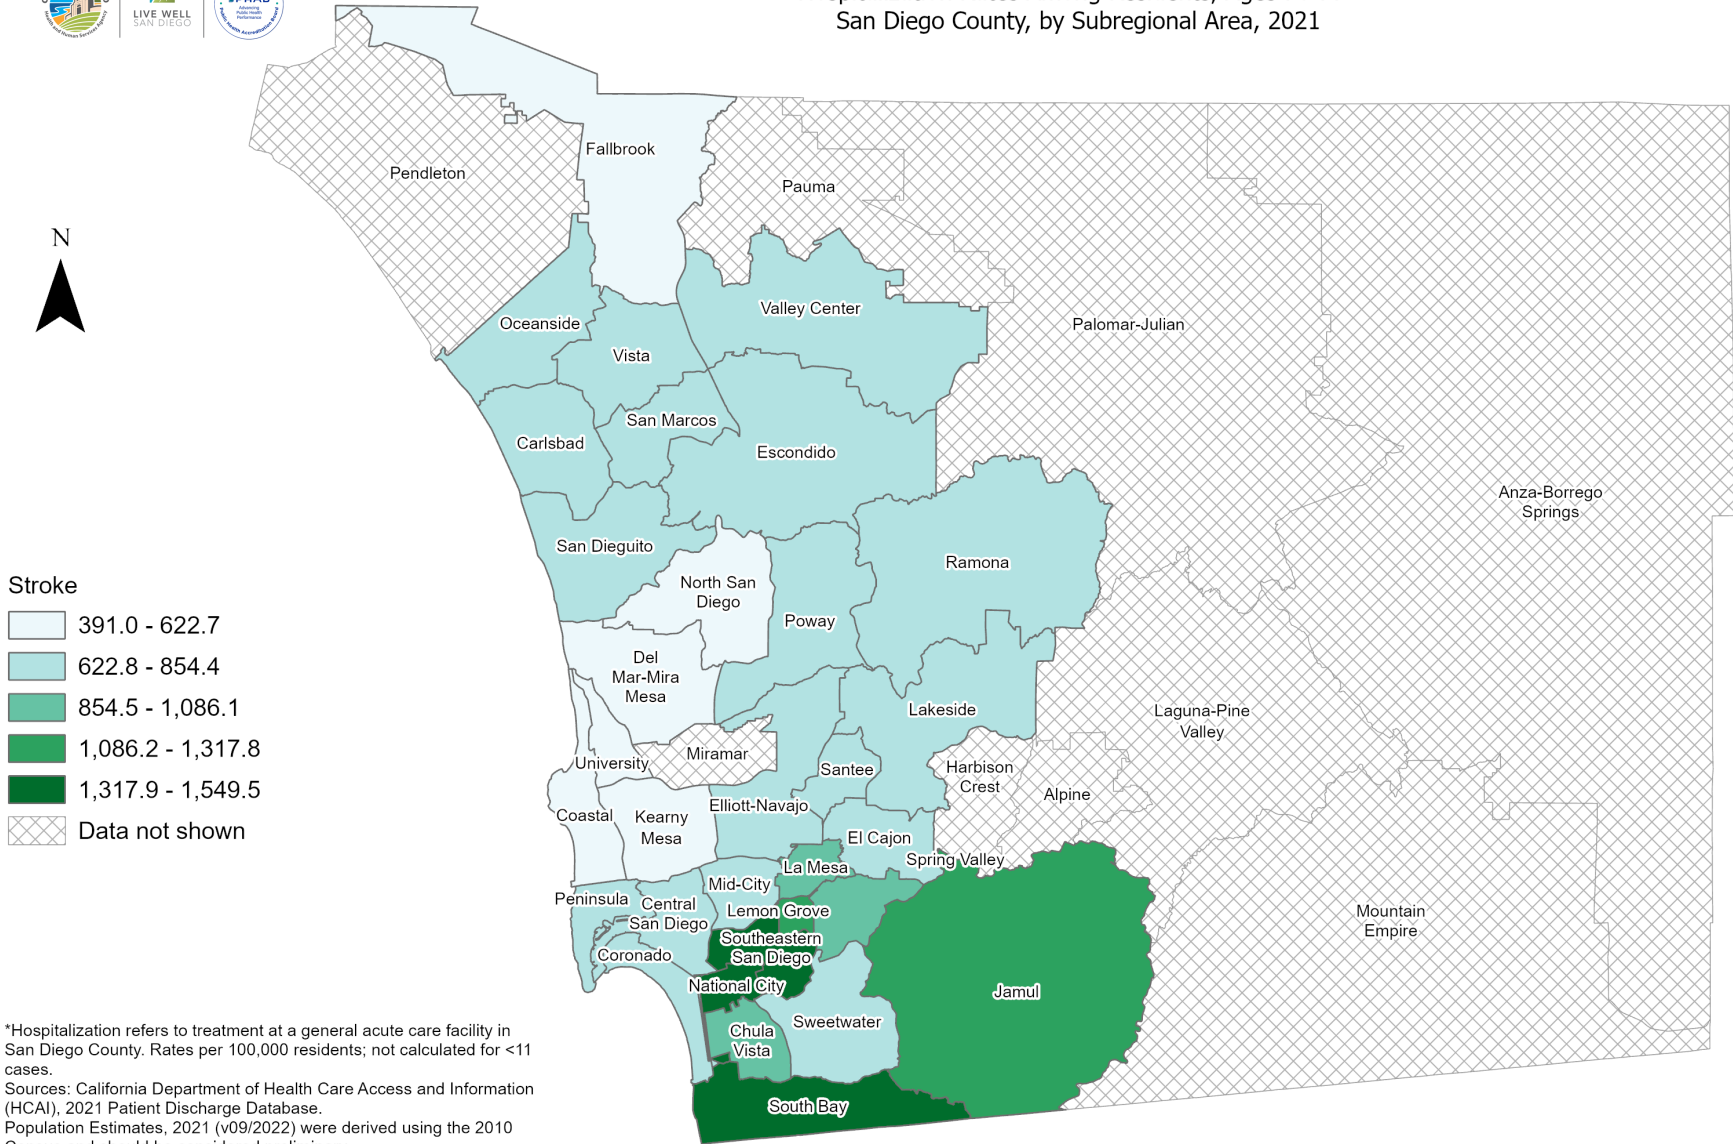 LIVE WELL
SAN DIEGO
San Diego County, by Subregional Area, 2021
N
Fallbrook
Pendleton
Pauma
Valley Center
Oceanside
Palomar-Julian
Vista
San Marcos
Carlsbad
Escondido
Anza-Borrego
Springs
San Dieguito
Ramona
North San
Diego
Poway
Del
Mar-Mira
Mesa
Lakeside
Laguna-Pine
Valley
Miramar
University
Santee
Harbison
Crest
Alpine
Elliott-Navajo
Coastal
Kearny
Mesa
El Cajon
Spring Valley
La Mesa
Mid-City
Peninsula
Central
San Diego
Lemon Grove
Mountain
Empire
Southeastern
San Diego
Coronado
National City
Jamul
Sweetwater
Chula
Vista
South Bay
Stroke
391.0 - 622.7
622.8 - 854.4
854.5 - 1,086.1
1,086.2 - 1,317.8
1,317.9 - 1,549.5
Data not shown
*Hospitalization refers to treatment at a general acute care facility in
San Diego County. Rates per 100,000 residents; not calculated for <11
cases.
Sources: California Department of Health Care Access and Information
(HCAI), 2021 Patient Discharge Database.
Population Estimates, 2021 (v09/2022) were derived using the 2010